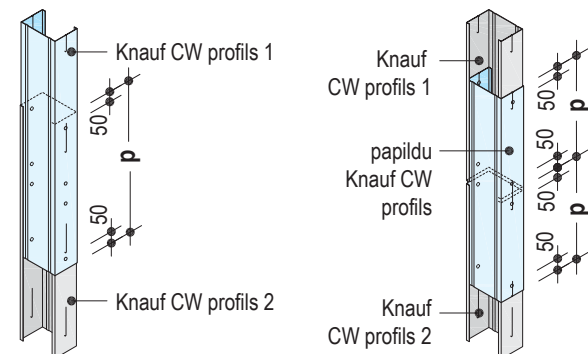 Knauf CW profils 1
50
p
50
Knauf CW profils 2
Knauf
CW profils 1
50
p
papildu
Knauf CW
profils
50
50
p
50
Knauf
CW profils 2